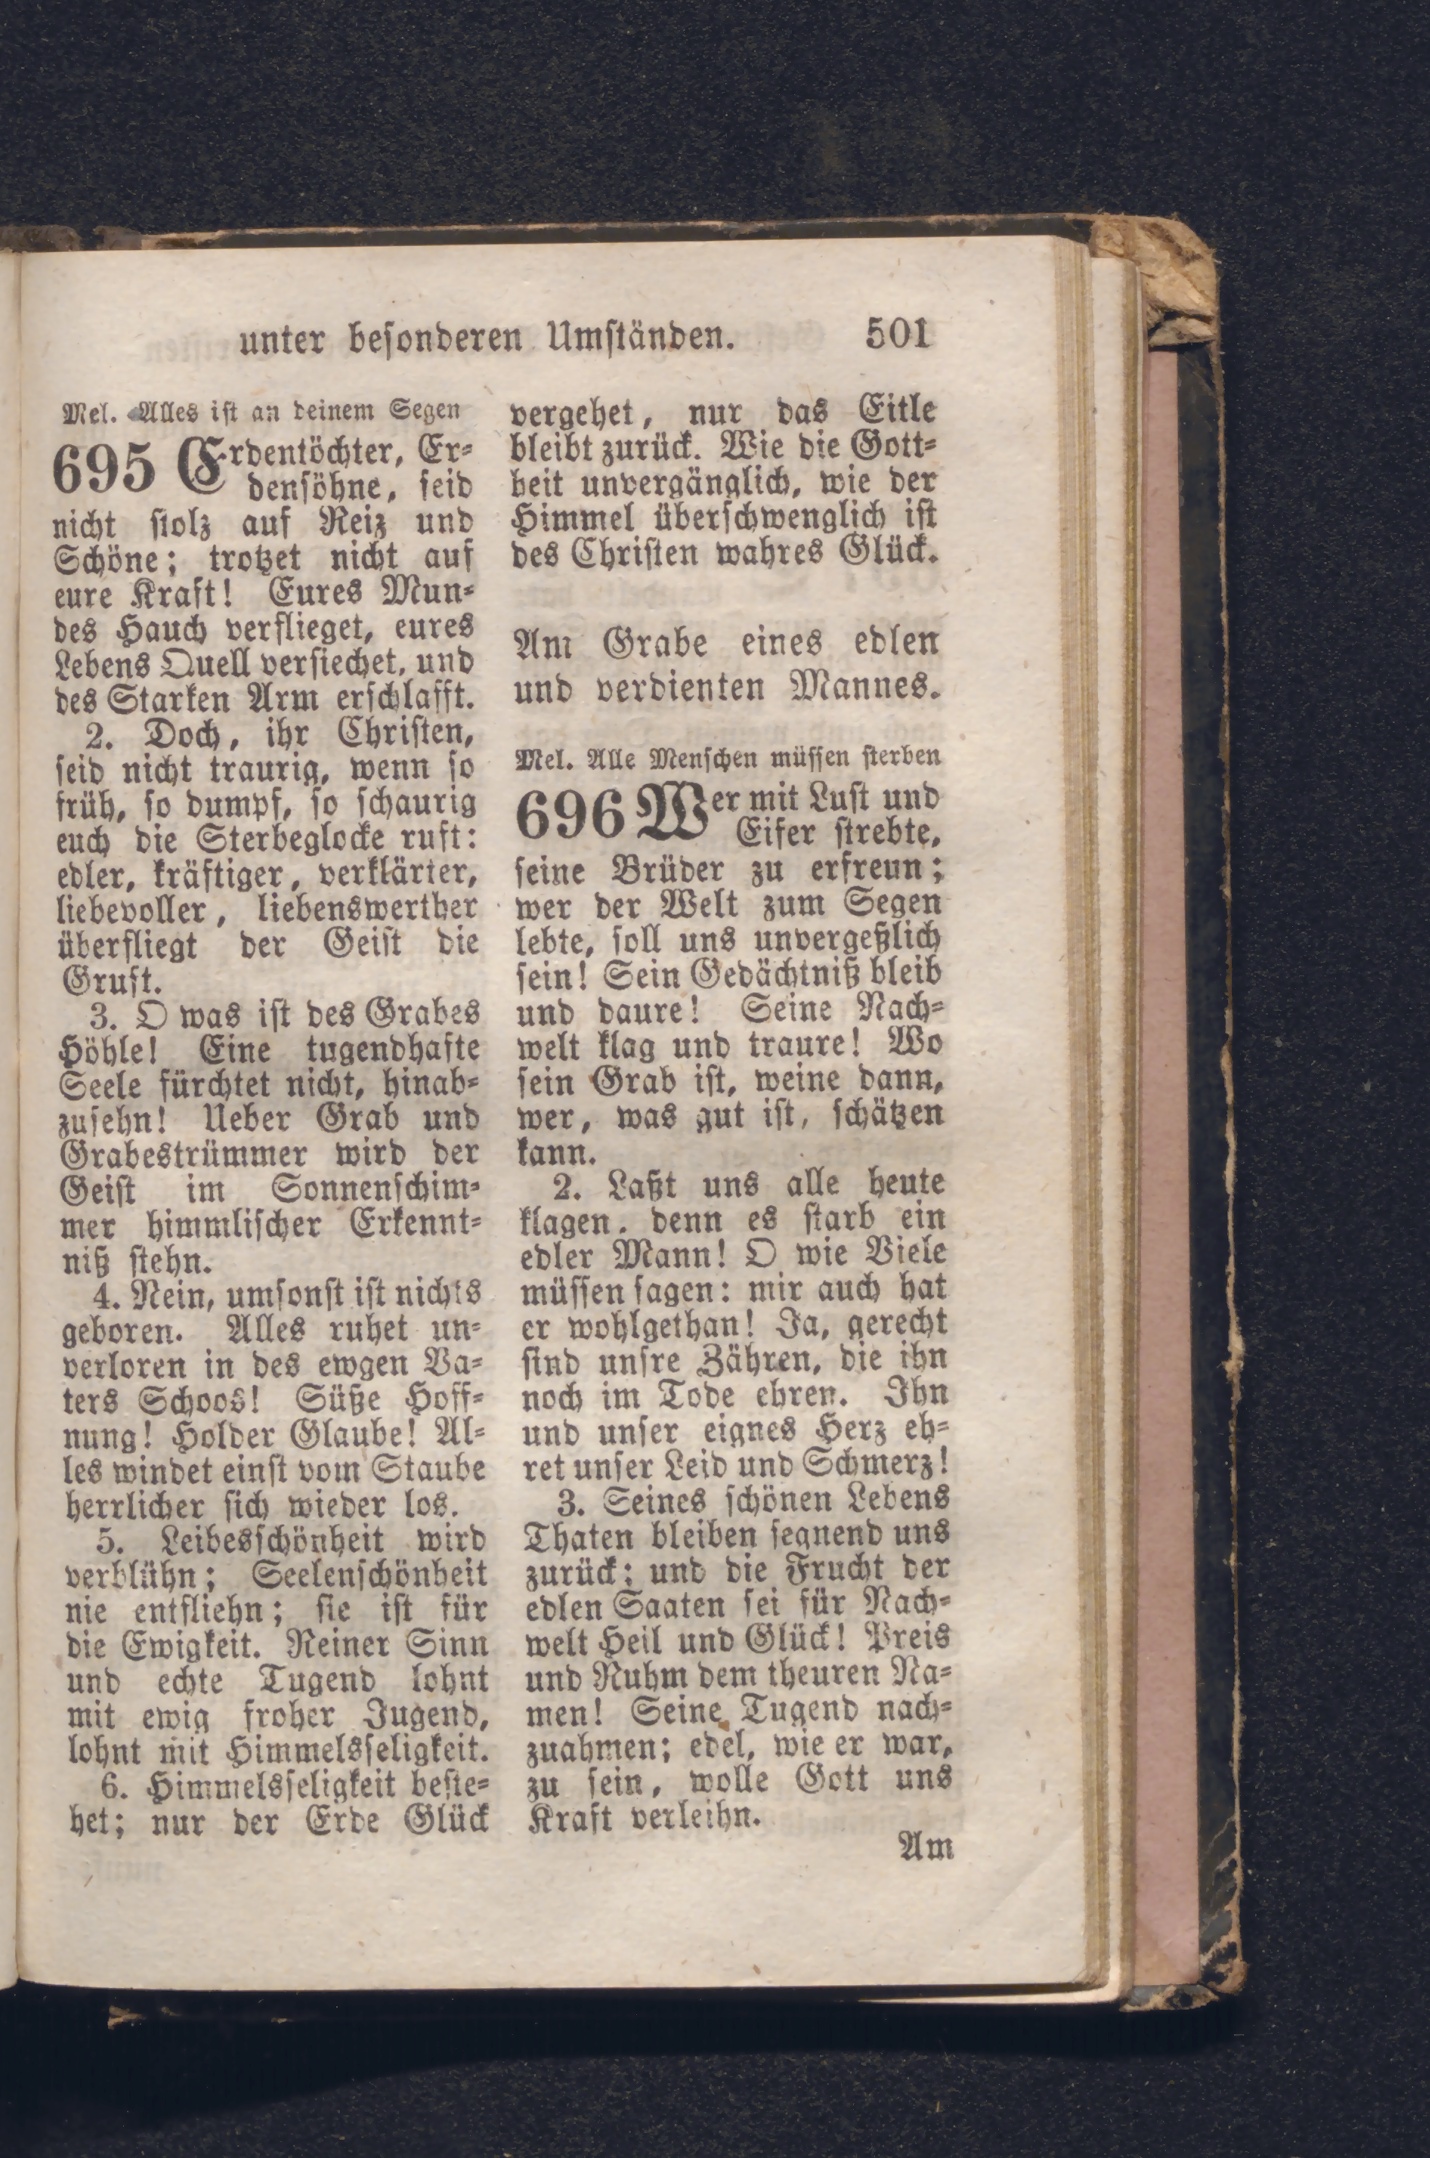 unter besonderen Umständen. 501
Mel. Alles ist an deinem Segen
695 Erdentöchter, Er-
densöhne, seid
nicht stolz auf Reiz und
Schöne; trotzet nicht auf
eure Kraft! Eures Mun-
des Hauch verflieget, eures
Lebens Quell versiechet, und
des Starken Arm erschlafft.
2. Doch, ihr Christen,
seid nicht traurig, wenn so
früh, so dumpf, so schaurig
euch die Sterbeglocke ruft:
edler, kräftiger, verklärter,
liebevoller, liebenswerther
überfliegt der Geist die
Gruft.
3. O was ist des Grabes
Höhle! Eine tugendhafte
Seele fürchtet nicht, hinab-
zusehn! Ueber Grab und
Grabestrümmer wird der
Geist im Sonnenschim-
mer himmlischer Erkennt-
niß stehn.
4. Nein, umsonst ist nichts
geboren. Alles ruhet un-
verloren in des ewgen Va-
ters Schoos! Süße Hoff-
nung! Holder Glaube! Al-
les windet einst vom Staube
herrlicher sich wieder los.
5. Leibesschönheit wird
verblühn; Seelenschönheit
nie entfliehn; sie ist für
die Ewigkeit. Reiner Sinn
und echte Tugend lohnt
mit ewig froher Jugend,
lohnt mit Himmelsseligkeit.
6. Himmelsseligkeit beste-
het; nur der Erde Glück
vergehet, nur das Eitle
bleibt zurück. Wie die Gott-
heit unvergänglich, wie der
Himmel überschwenglich ist
des Christen wahres Glück.
Am Grabe eines edlen
und verdienten Mannes.
Mel. Alle Menschen müssen sterben
696 Wer mit Lust und
Eifer strebte,
seine Brüder zu erfreun;
wer der Welt zum Segen
lebte, soll uns unvergeßlich
sein! Sein Gedächtniß bleib
und daure! Seine Nach-
welt klag und traure! Wo
sein Grab ist, weine dann,
wer, was gut ist, schätzen
kann.
2. Laßt uns alle heute
klagen. denn es starb ein
edler Mann! O wie Viele
müssen sagen: mir auch hat
er wohlgethan! Ja, gerecht
sind unsre Zähren, die ihn
noch im Tode ehren. Ihn
und unser eignes Herz eh-
ret unser Leid und Schmerz!
3. Seines schönen Lebens
Thaten bleiben segnend uns
zurück; und die Frucht der
edlen Saaten sei für Nach-
welt Heil und Glück! Preis
und Ruhm dem theuren Na-
men! Seine Tugend nach-
zuahmen; edel, wie er war,
zu sein, wolle Gott uns
Kraft verleihn.
Am